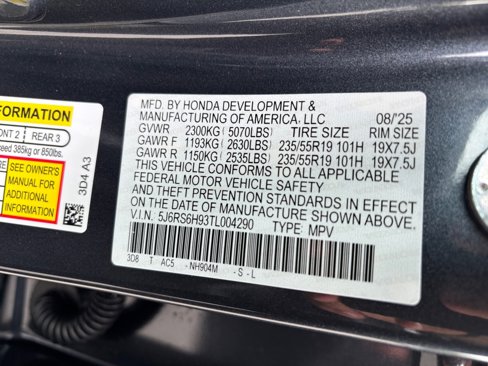 FORMATION
ONT 2 REAR 3
xceed 385kg or 850lbs.
SEE OWNER'S
MANUAL FOR
ADDITIONAL
INFORMATION
3D4 A3
MFD. BY HONDA DEVELOPMENT &
MANUFACTURING OF AMERICA, LLC 08/'25
GVWR 2300KG (5070LBS) TIRE SIZE RIM SIZE
GAWR F 1193KG (2630LBS) 235/55R19 101H 19X7.5J
GAWR R 1150KG (2535LBS) 235/55R19 101H 19X7.5J
THIS VEHICLE CONFORMS TO ALL APPLICABLE
FEDERAL MOTOR VEHICLE SAFETY
AND THEFT PREVENTION STANDARDS IN EFFECT
ON THE DATE OF MANUFACTURE SHOWN ABOVE.
V.I.N. 5J6RS6H93TL004290 TYPE: MPV
3D8 T AC5 -NH904M -S-L